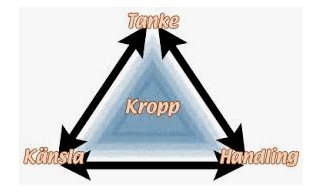 Tanke
Kropp
Känsla
Handling